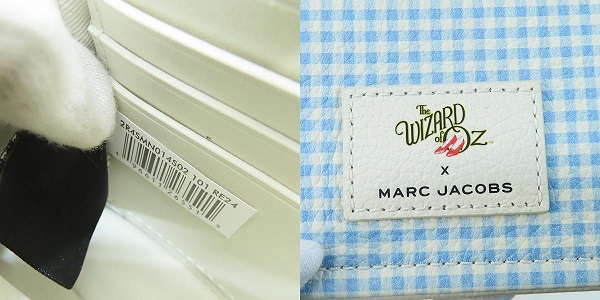 2R4SMN014S02 101 RE24
The
WIZARD
of OZ
x
MARC JACOBS